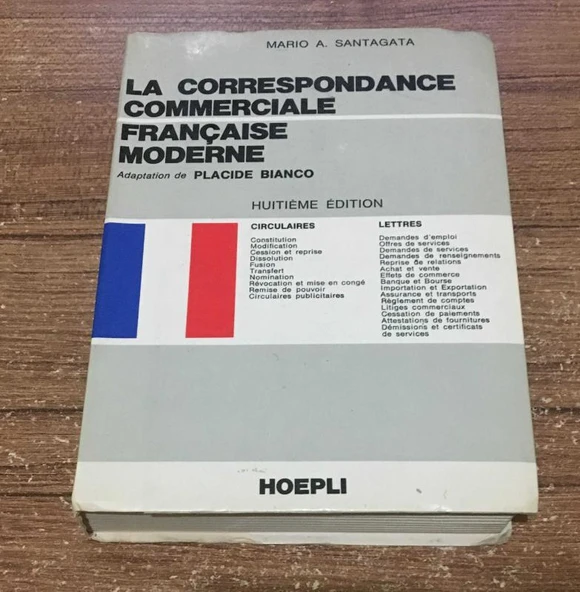 MARIO A. SANTAGATA
LA CORRESPONDANCE
COMMERCIALE
FRANÇAISE
MODERNE
Adaptation de PLACIDE BIANCO
HUITIÈME ÉDITION
CIRCULAIRES
Constitution
Modification
Cession et reprise
Dissolution
Fusion
Transfert
Nomination
Révocation et mise en congé
Remise de pouvoir
Circulaires publicitaires
LETTRES
Demandes d'emploi
Offres de services
Demandes de services
Demandes de renseignements
Reprise de relations
Achat et vente
Effets de commerce
Banque et Bourse
Importation et Exportation
Assurance et transports
Règlement de comptes
Litiges commerciaux
Cessation de paiements
Attestations de fournitures
Démissions et certificats
de services
HOEPLI